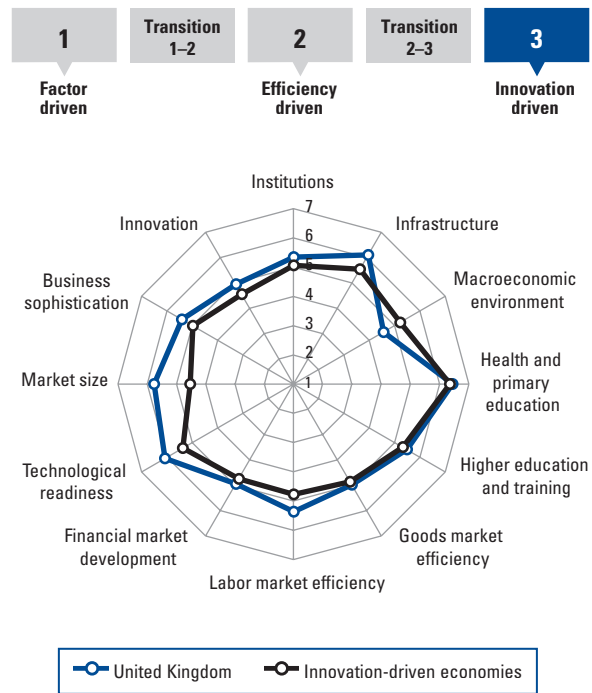 1
Transition
1–2
2
Transition
2–3
3
Factor
driven
Efficiency
driven
Innovation
driven
Institutions
7
6
5
4
3
2
1
Infrastructure
Macroeconomic
environment
Health and
primary
education
Higher education
and training
Goods market
efficiency
Labor market efficiency
Financial market
development
Technological
readiness
Market size
Business
sophistication
Innovation
United Kingdom
Innovation-driven economies